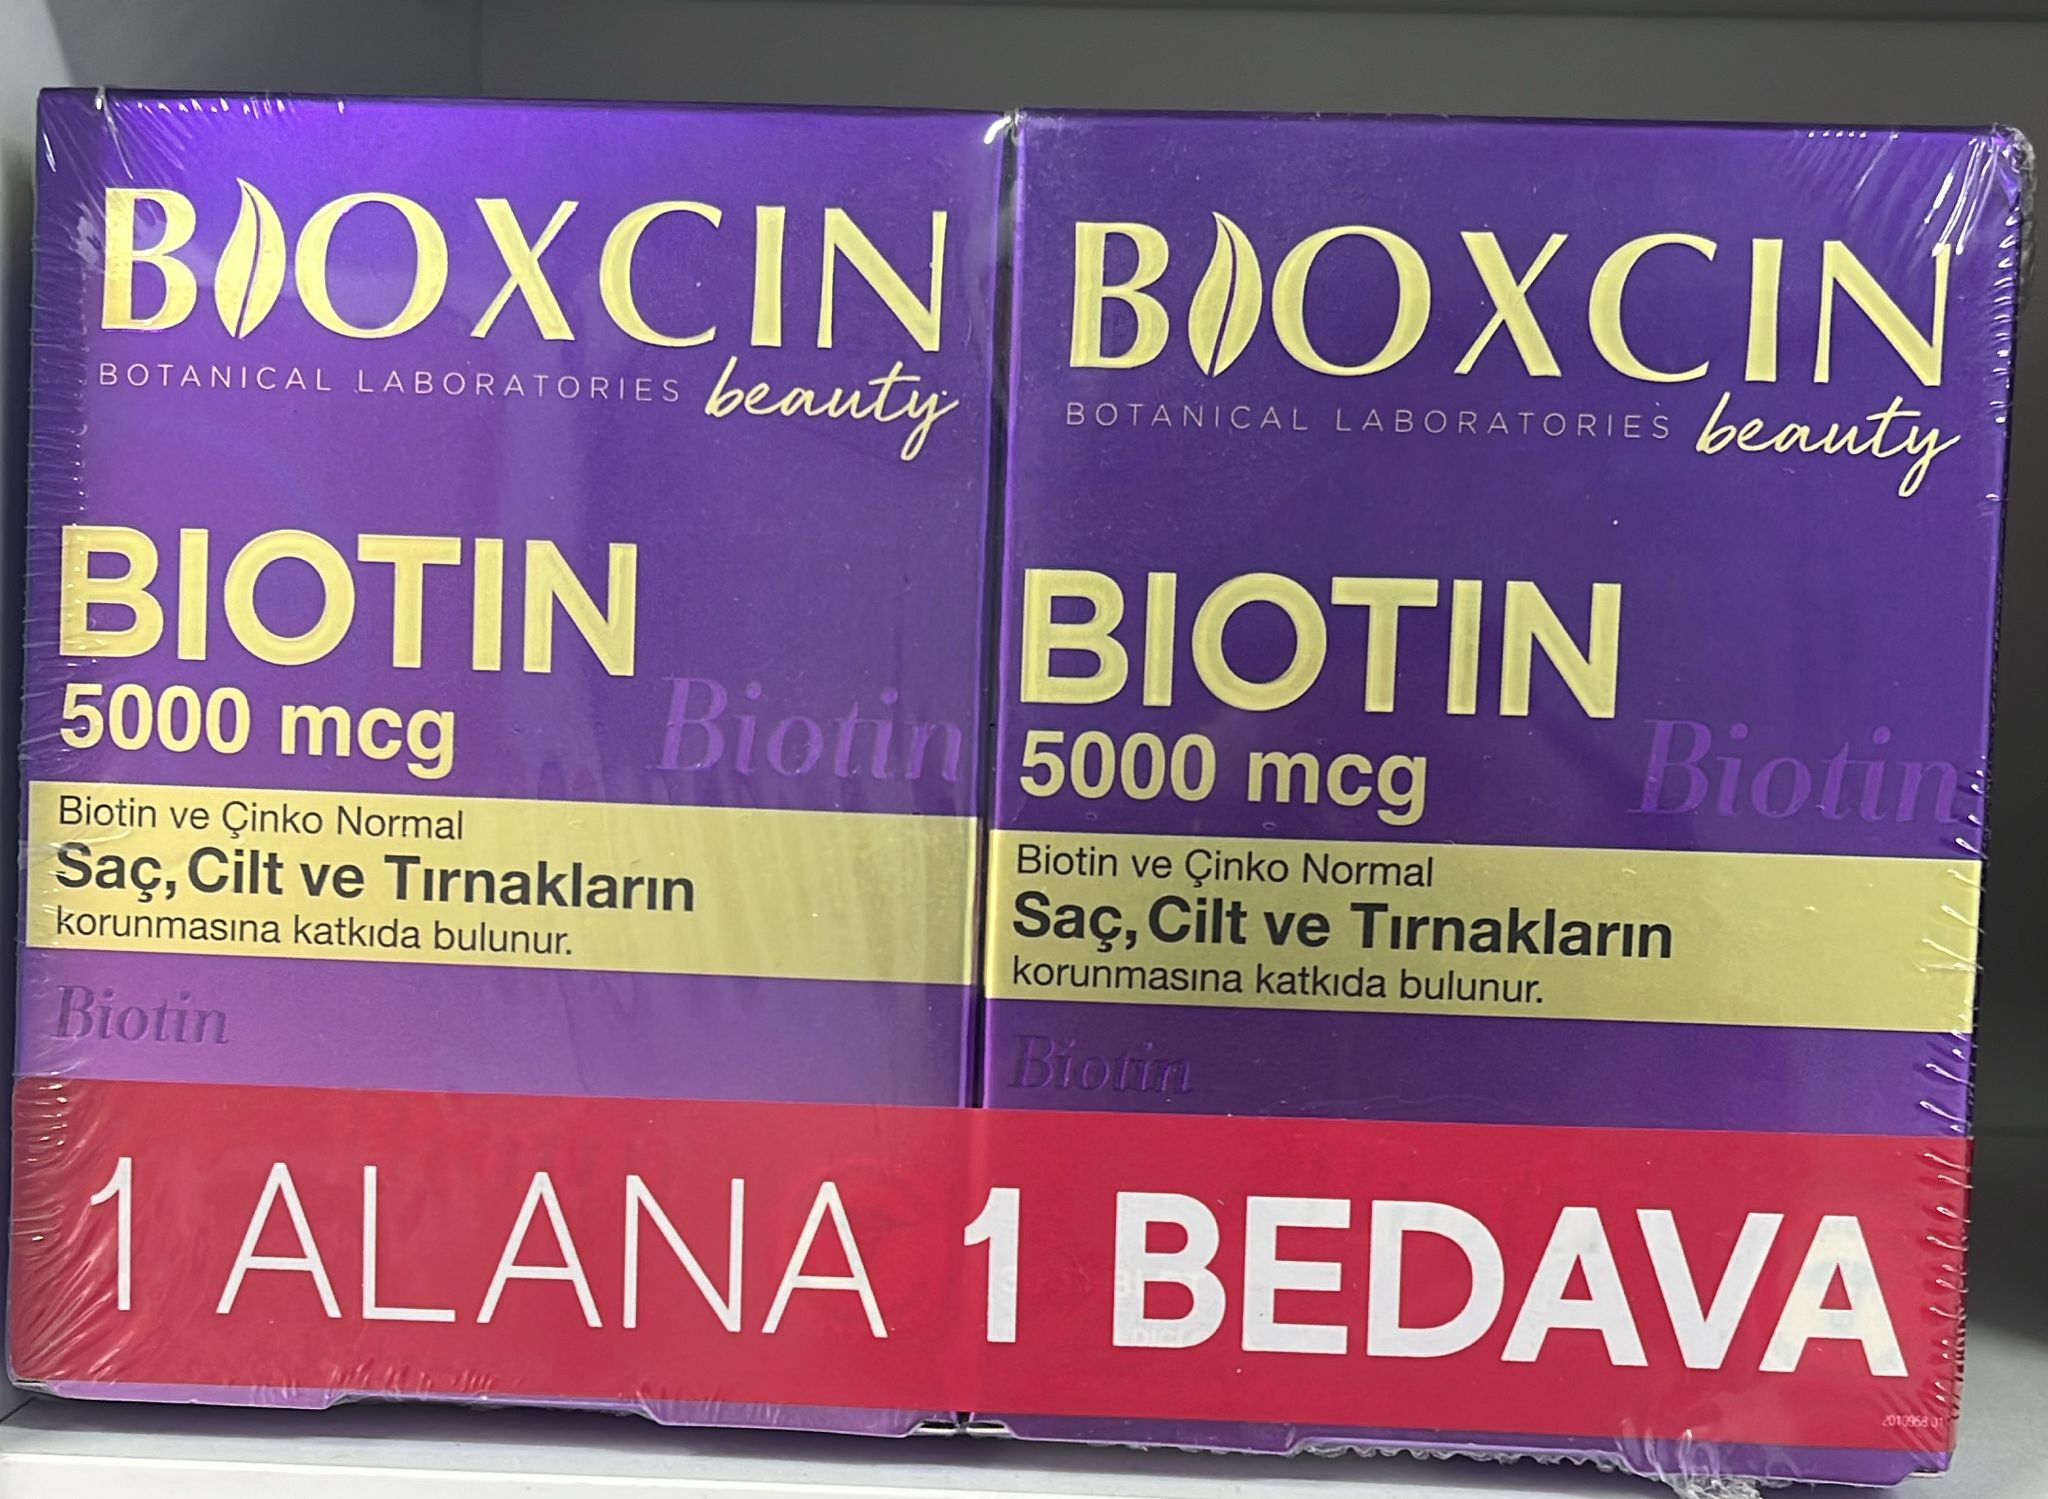 BIOXCIN
BOTANICAL LABORATORIES beauty
BIOTIN
5000 mcg
Biotin
Biotin ve Çinko Normal
Saç, Cilt ve Tırnakların
korunmasına katkıda bulunur.
Biotin
BIOXCIN
BOTANICAL LABORATORIES beauty
BIOTIN
5000 mcg
Biotin
Biotin ve Çinko Normal
Saç, Cilt ve Tırnakların
korunmasına katkıda bulunur.
Biotin
1 ALANA 1 BEDAVA